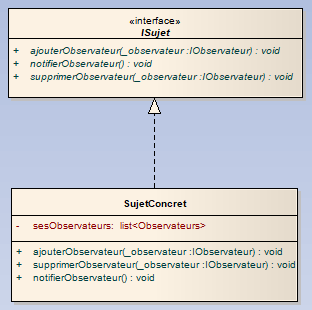 «interface»
ISujet
+ ajouterObservateur(_observateur :IObservateur) : void
+ notifierObservateur() : void
+ supprimerObservateur(_observateur :IObservateur) : void
SujetConcret
- sesObservateurs: list<Observateurs>
+ ajouterObservateur(_observateur :IObservateur) : void
+ supprimerObservateur(_observateur :IObservateur) : void
+ notifierObservateur() : void